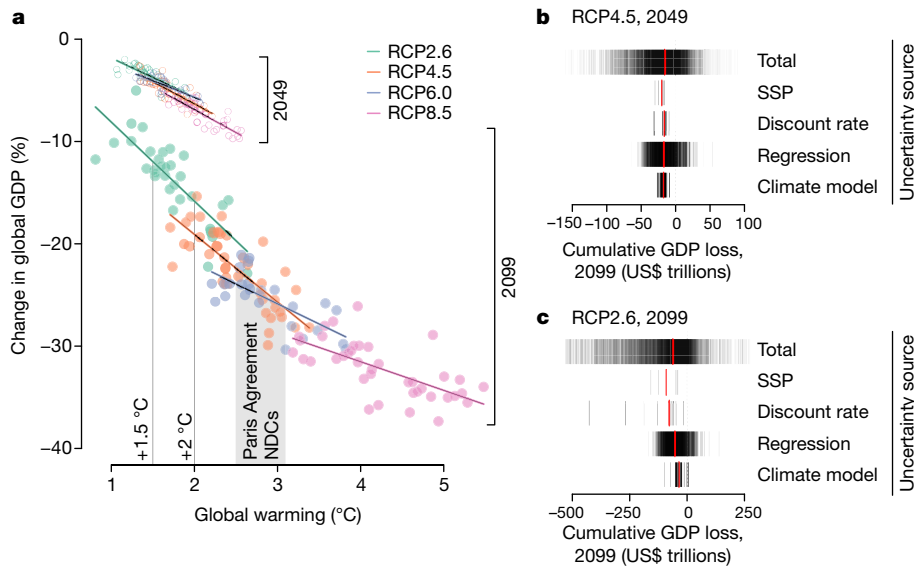 a
0
−10
−20
−30
−40
Change in global GDP (%)
RCP2.6
RCP4.5
RCP6.0
RCP8.5
2049
2099
+1.5 °C
+2 °C
Paris Agreement
NDCs
1
2
3
4
5
Global warming (°C)
b
RCP4.5, 2049
Total
SSP
Discount rate
Regression
Climate model
Uncertainty source
−150
−100
−50
0
50
100
Cumulative GDP loss,
2099 (US$ trillions)
c
RCP2.6, 2099
Total
SSP
Discount rate
Regression
Climate model
Uncertainty source
−500
−250
0
250
Cumulative GDP loss,
2099 (US$ trillions)